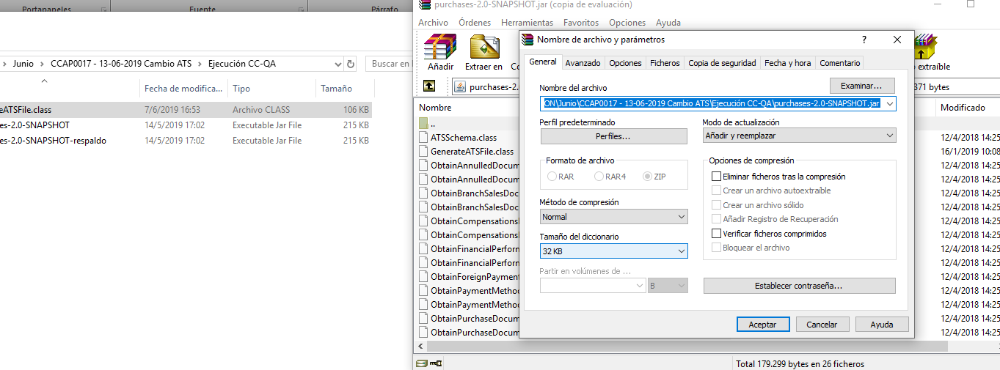 Portapapeles
Fuente
Párrafo
Junio > CCAP0017 - 13-06-2019 Cambio ATS > Ejecución CC-QA
Buscar en
Fecha de modifica... Tipo Tamaño
eATSFile.class 7/6/2019 16:53 Archivo CLASS 106 KB
es-2.0-SNAPSHOT 14/5/2019 17:02 Executable Jar File 215 KB
es-2.0-SNAPSHOT-respaldo 14/5/2019 17:02 Executable Jar File 215 KB
purchases-2.0-SNAPSHOT.jar (copia de evaluación)
Archivo Órdenes Herramientas Favoritos Opciones Ayuda
Añadir Extraer en Co o extraíble
purchases-2. 371 bytes
Nombre Modificado
..
ATSSchema.class 12/4/2018 14:25
GenerateATSFile.class 16/1/2019 10:08
ObtainAnnulledDocum 12/4/2018 14:25
ObtainAnnulledDocum 12/4/2018 14:25
ObtainBranchSalesDoc 12/4/2018 14:25
ObtainBranchSalesDoc 12/4/2018 14:25
ObtainCompensations 12/4/2018 14:25
ObtainCompensations 12/4/2018 14:25
ObtainFinancialPerforn 12/4/2018 14:25
ObtainFinancialPerforn 12/4/2018 14:25
ObtainForeignPayment 12/4/2018 14:25
ObtainPaymentMethod 12/4/2018 14:25
ObtainPaymentMethod 12/4/2018 14:25
ObtainPurchaseDocum 12/4/2018 14:25
ObtainPurchaseDocum 12/4/2018 14:25
Total 179.299 bytes en 26 ficheros
Nombre de archivo y parámetros
General Avanzado Opciones Ficheros Copia de seguridad Fecha y hora Comentario
Nombre del archivo
Examinar...
ON\Junio\CCAP0017 - 13-06-2019 Cambio ATS\Ejecución CC-QA\purchases-2.0-SNAPSHOT.jar
Perfil predeterminado
Perfiles...
Modo de actualización
Añadir y reemplazar
Formato de archivo
RAR RAR4 ZIP
Método de compresión
Normal
Tamaño del diccionario
32 KB
Partir en volúmenes de ...
B
Opciones de compresión
Eliminar ficheros tras la compresión
Crear un archivo autoextraíble
Crear un archivo sólido
Añadir Registro de Recuperación
Verificar ficheros comprimidos
Bloquear el archivo
Establecer contraseña...
Aceptar Cancelar Ayuda